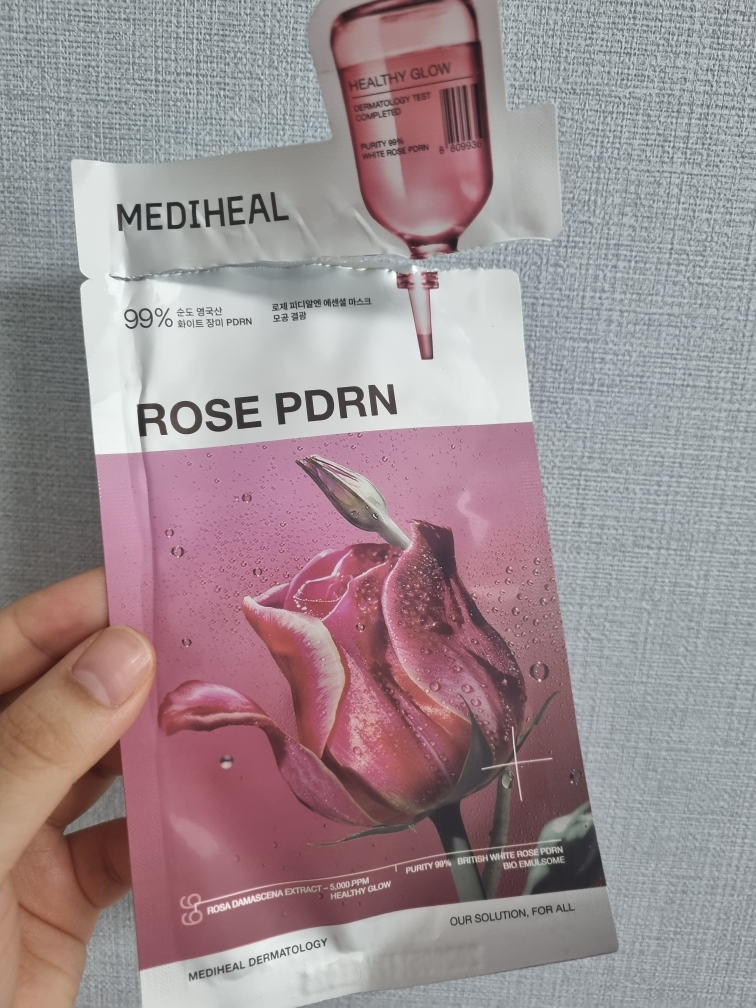 HEALTHY GLOW
DERMATOLOGY TEST
COMPLETED
PURITY 99%
WHITE ROSE PDRN
8 809936
MEDIHEAL
99% 순도 영국산
화이트 장미 PDRN
로제 피디알엔 에센셜 마스크
모공 결광
ROSE PDRN
ROSA DAMASCENA EXTRACT – 5,000 PPM
HEALTHY GLOW
PURITY 99% BRITISH WHITE ROSE PDRN
BIO EMULSOME
MEDIHEAL DERMATOLOGY
OUR SOLUTION, FOR ALL